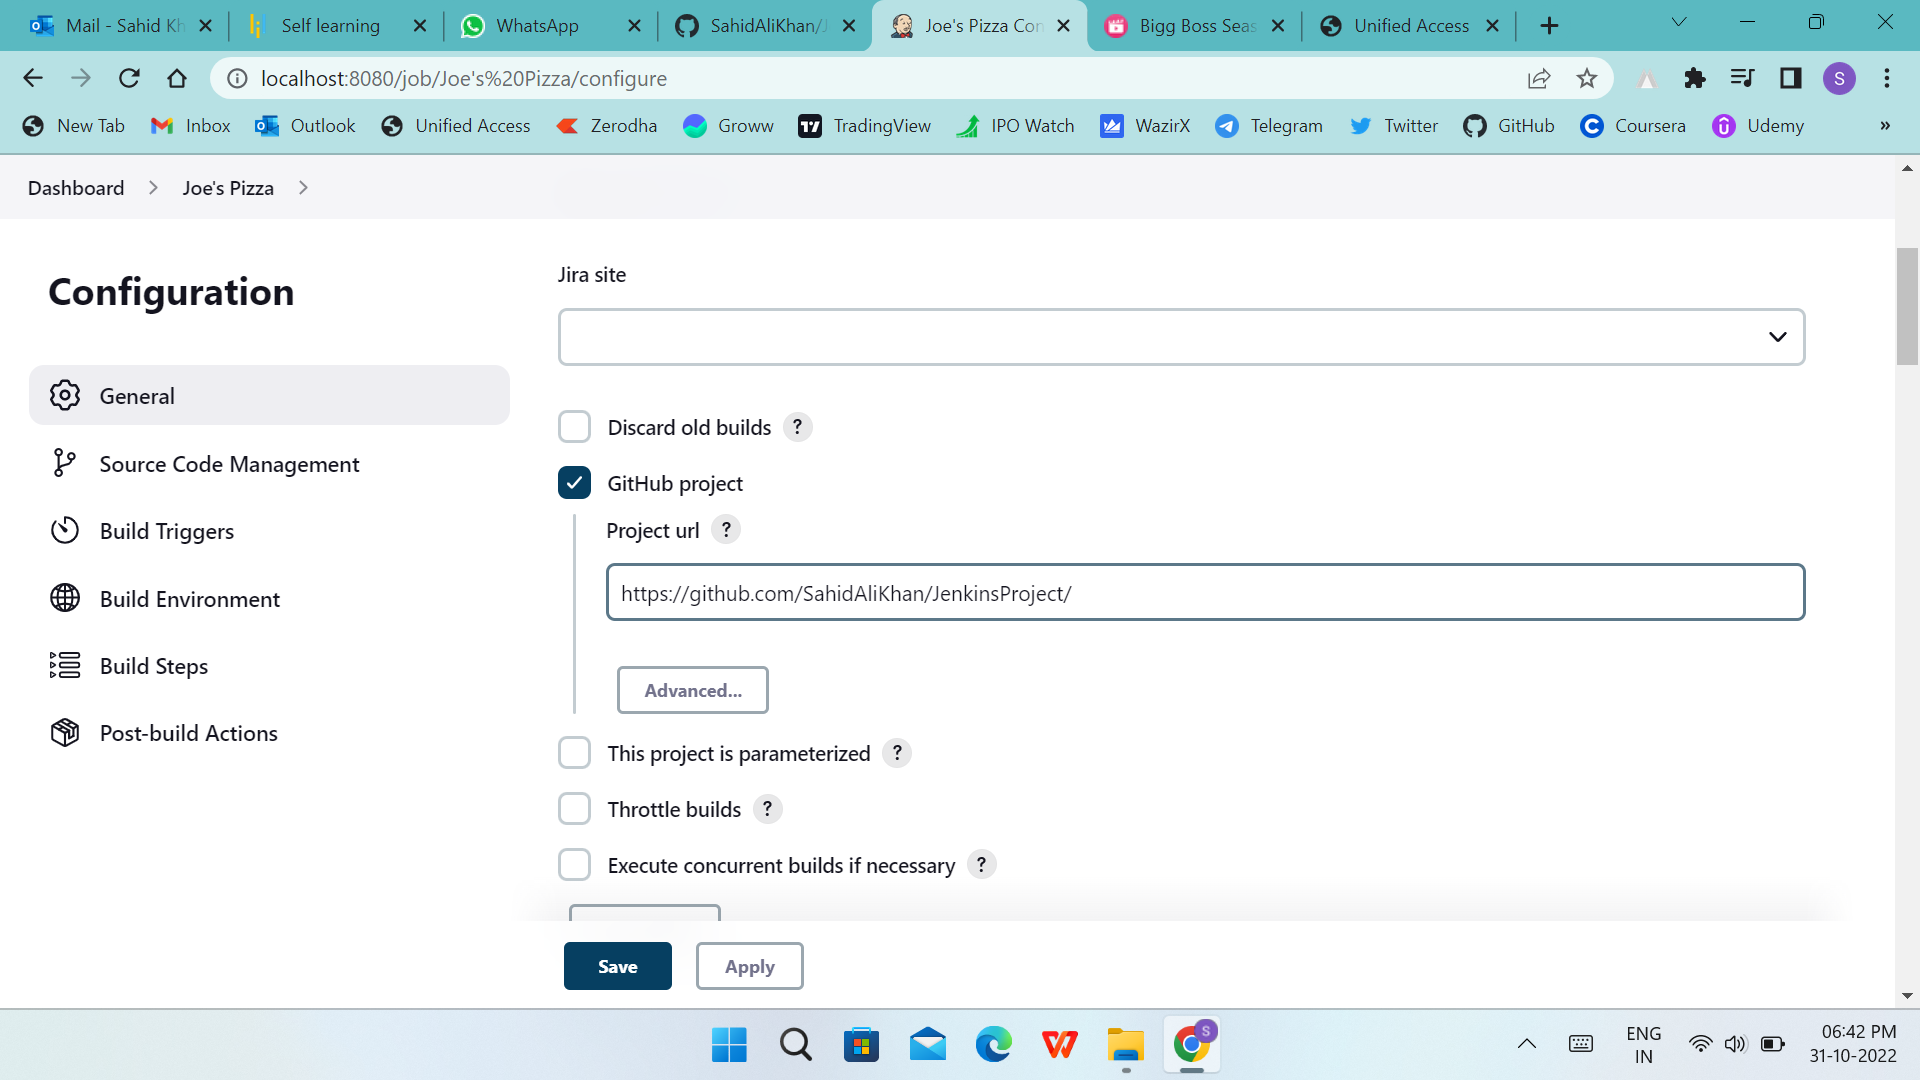 Mail - Sahid Kh
Self learning
WhatsApp
SahidAliKhan/J
Joe's Pizza Con
Bigg Boss Seas
Unified Access
localhost:8080/job/Joe's%20Pizza/configure
S
New Tab
Inbox
Outlook
Unified Access
Zerodha
Groww
TradingView
IPO Watch
WazirX
Telegram
Twitter
GitHub
Coursera
Udemy
»
Dashboard
Joe's Pizza
Configuration
General
Source Code Management
Build Triggers
Build Environment
Build Steps
Post-build Actions
Jira site
Discard old builds ?
GitHub project
Project url ?
https://github.com/SahidAliKhan/JenkinsProject/
Advanced...
This project is parameterized ?
Throttle builds ?
Execute concurrent builds if necessary ?
Save
Apply
S
ENG
IN
06:42 PM
31-10-2022